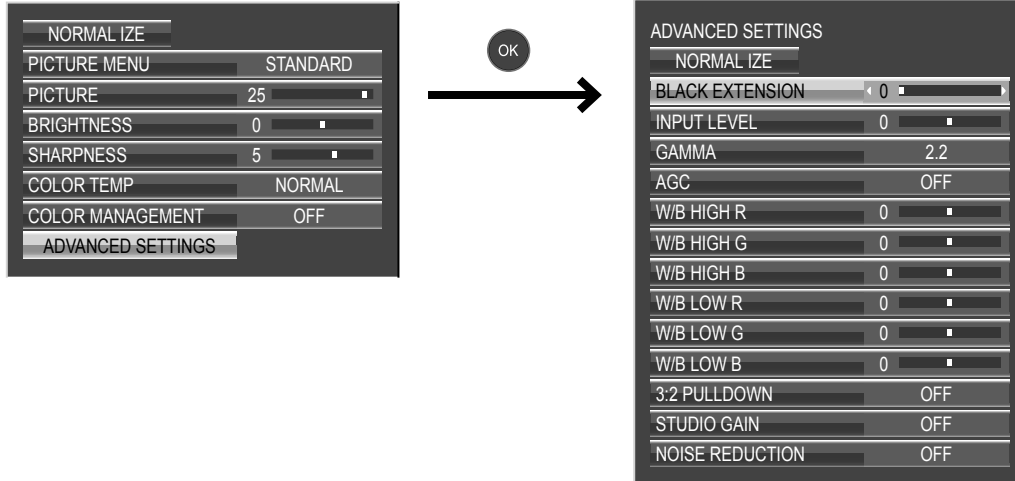 NORMAL IZE
PICTURE MENU STANDARD
PICTURE 25
BRIGHTNESS 0
SHARPNESS 5
COLOR TEMP NORMAL
COLOR MANAGEMENT OFF
ADVANCED SETTINGS
OK
ADVANCED SETTINGS
NORMAL IZE
BLACK EXTENSION 0
INPUT LEVEL 0
GAMMA 2.2
AGC OFF
W/B HIGH R 0
W/B HIGH G 0
W/B HIGH B 0
W/B LOW R 0
W/B LOW G 0
W/B LOW B 0
3:2 PULLDOWN OFF
STUDIO GAIN OFF
NOISE REDUCTION OFF